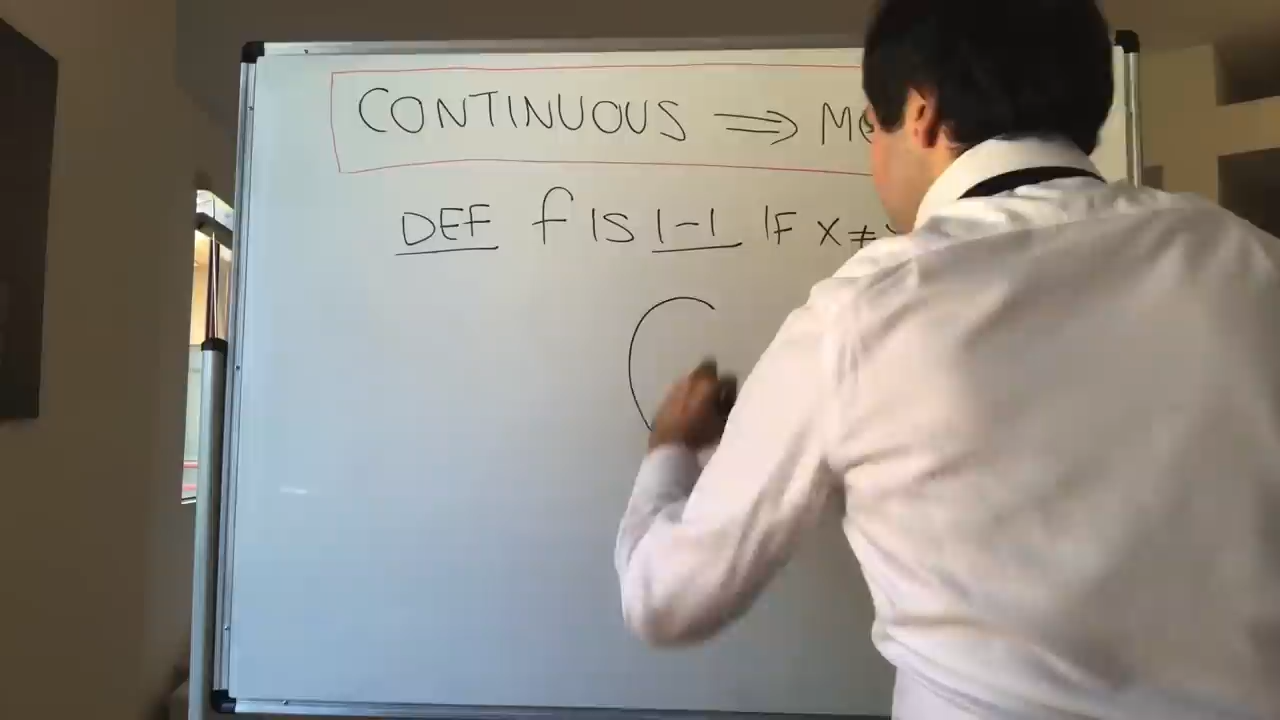 CONTINUOUS ⟹
DEF f IS 1-1 IF X ≠